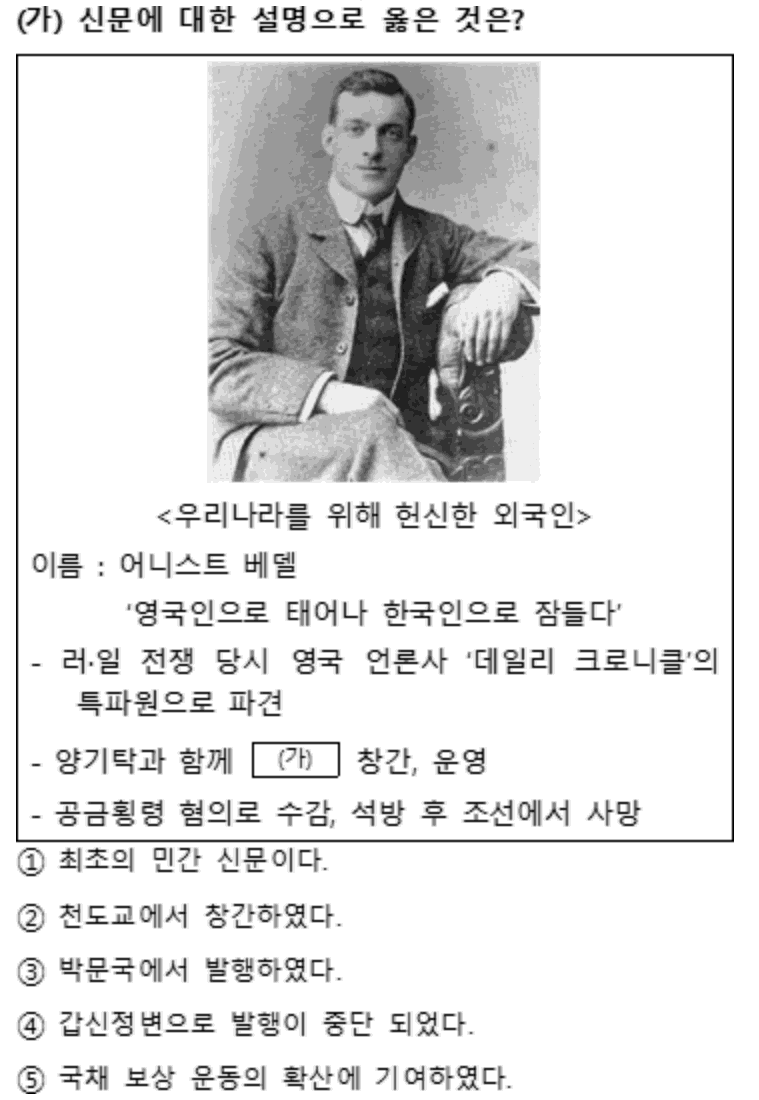 (가) 신문에 대한 설명으로 옳은 것은?
<우리나라를 위해 헌신한 외국인>
이름 : 어니스트 베델
‘영국인으로 태어나 한국인으로 잠들다’
- 러·일 전쟁 당시 영국 언론사 ‘데일리 크로니클’의
특파원으로 파견
- 양기탁과 함께 (가) 창간, 운영
- 공금횡령 혐의로 수감, 석방 후 조선에서 사망
① 최초의 민간 신문이다.
② 천도교에서 창간하였다.
③ 박문국에서 발행하였다.
④ 갑신정변으로 발행이 중단 되었다.
⑤ 국채 보상 운동의 확산에 기여하였다.